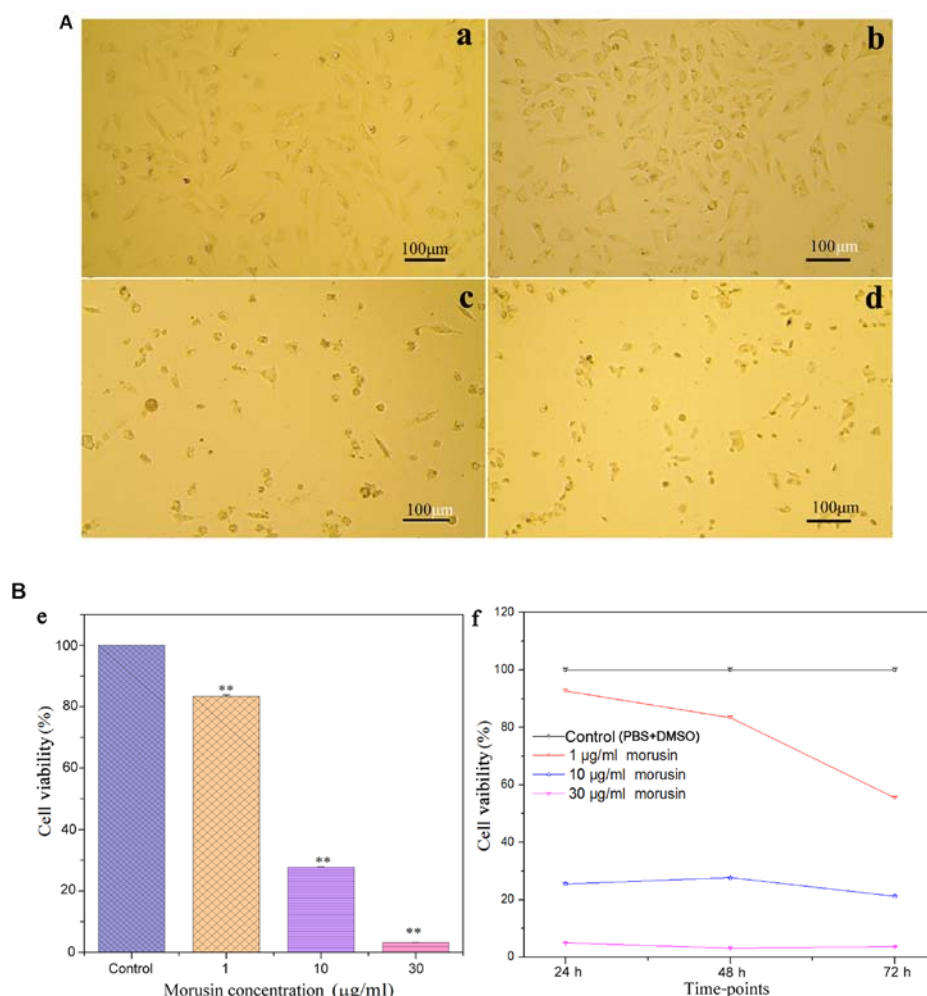 A
a
b
100μm
100μm
c
d
100μm
100μm
B
e
f
Cell viability (%)
100
80
60
40
20
0
**
**
**
Control 1 10 30
Morusin concentration (μg/ml)
Cell vaibility (%)
120
100
80
60
40
20
0
Control (PBS+DMSO)
1 μg/ml morusin
10 μg/ml morusin
30 μg/ml morusin
24 h 48 h 72 h
Time-points